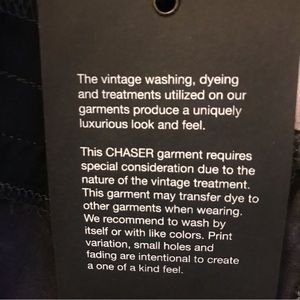 The vintage washing, dyeing
and treatments utilized on our
garments produce a uniquely
luxurious look and feel.
This CHASER garment requires
special consideration due to the
nature of the vintage treatment.
This garment may transfer dye to
other garments when wearing.
We recommend to wash by
itself or with like colors. Print
variation, small holes and
fading are intentional to create
a one of a kind feel.